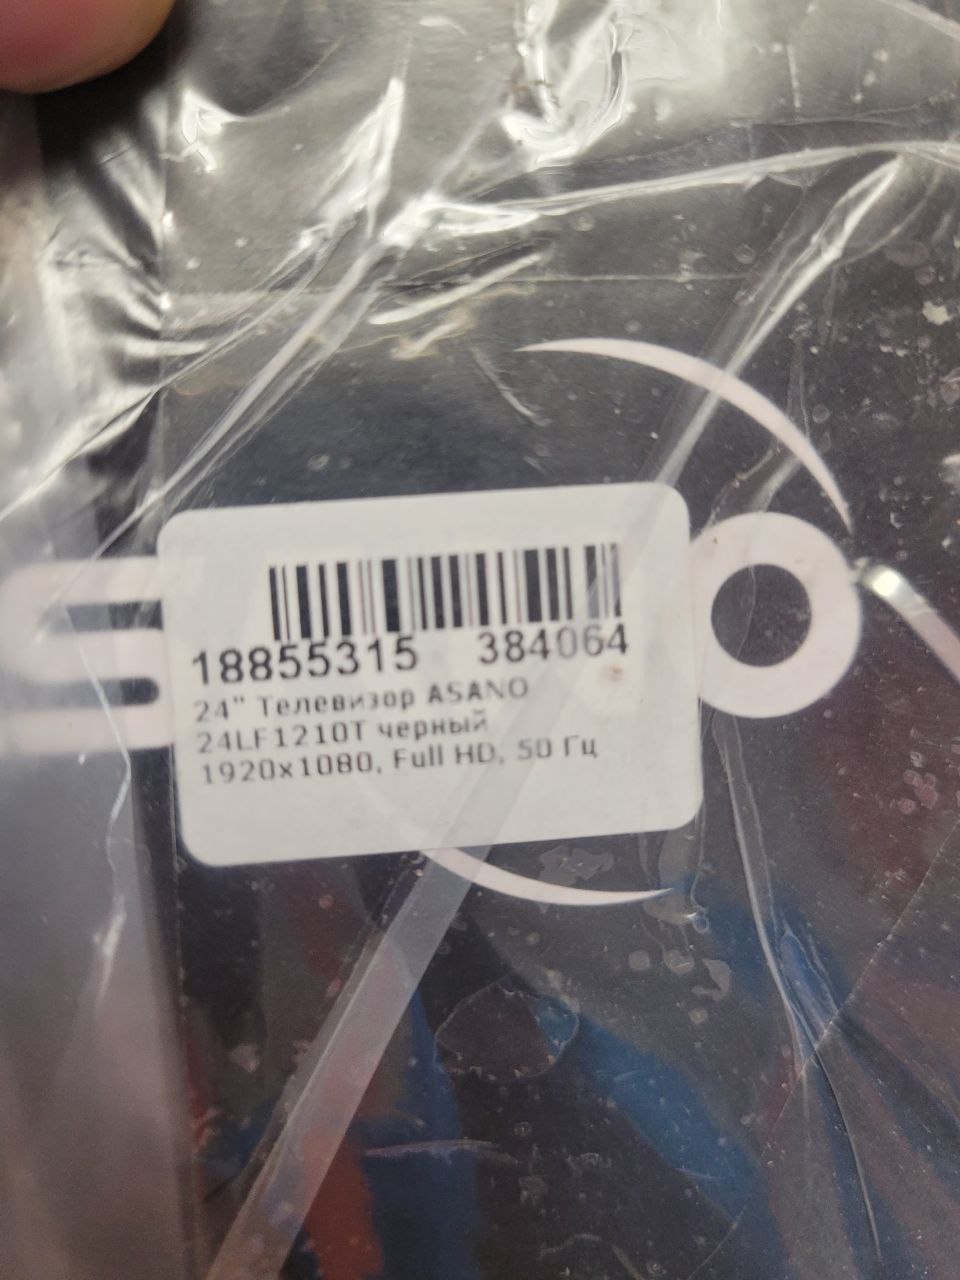 18855315 384064
24" Телевизор ASANO
24LF1210T черный
1920x1080, Full HD, 50 Гц